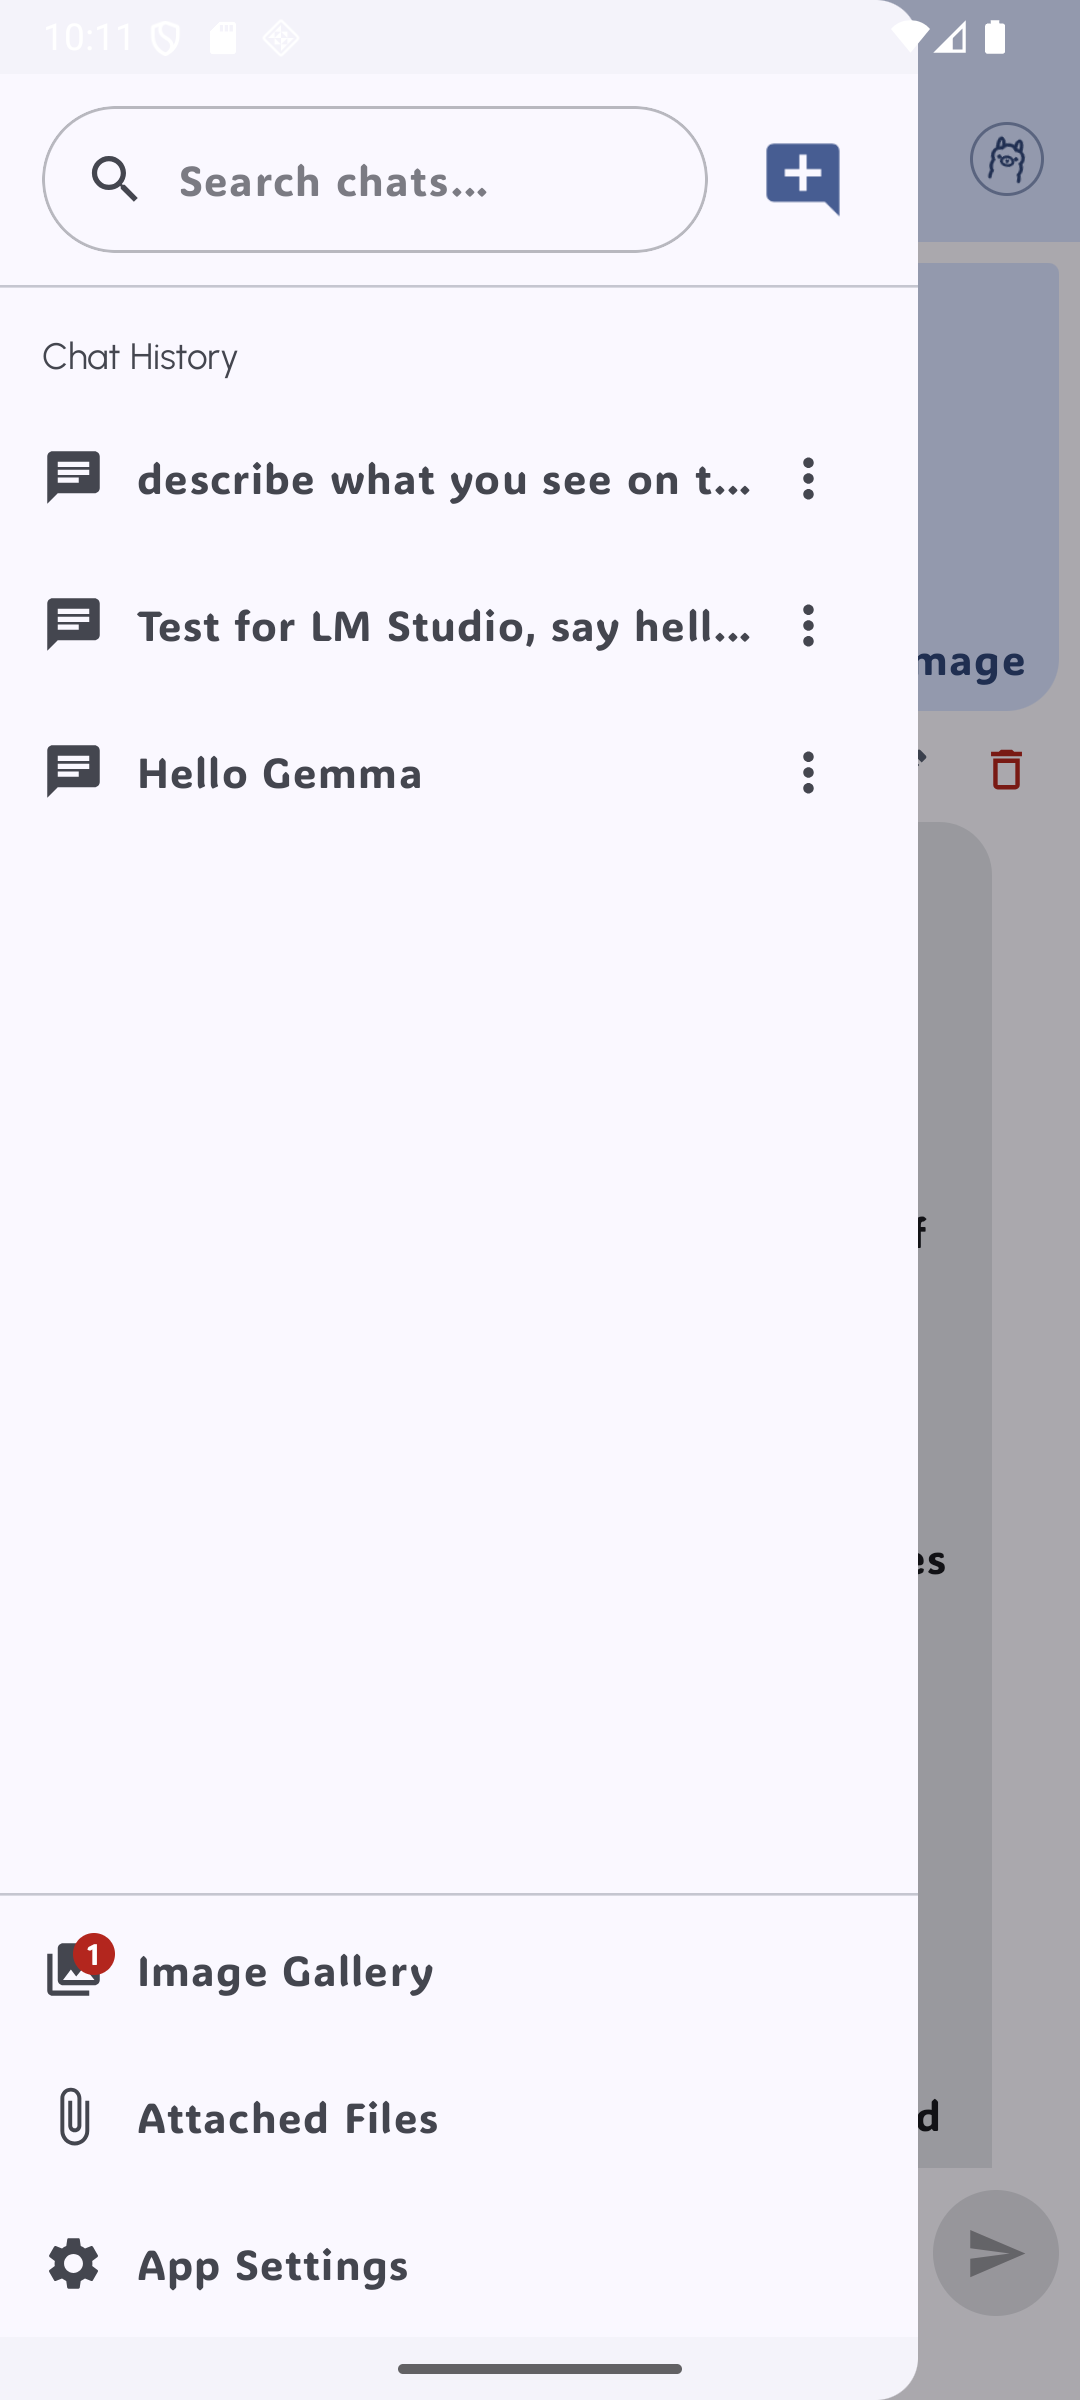 10:11
Search chats...
Chat History
describe what you see on t...
Test for LM Studio, say hell...
Hello Gemma
mage
f
es
d
1
Image Gallery
Attached Files
App Settings